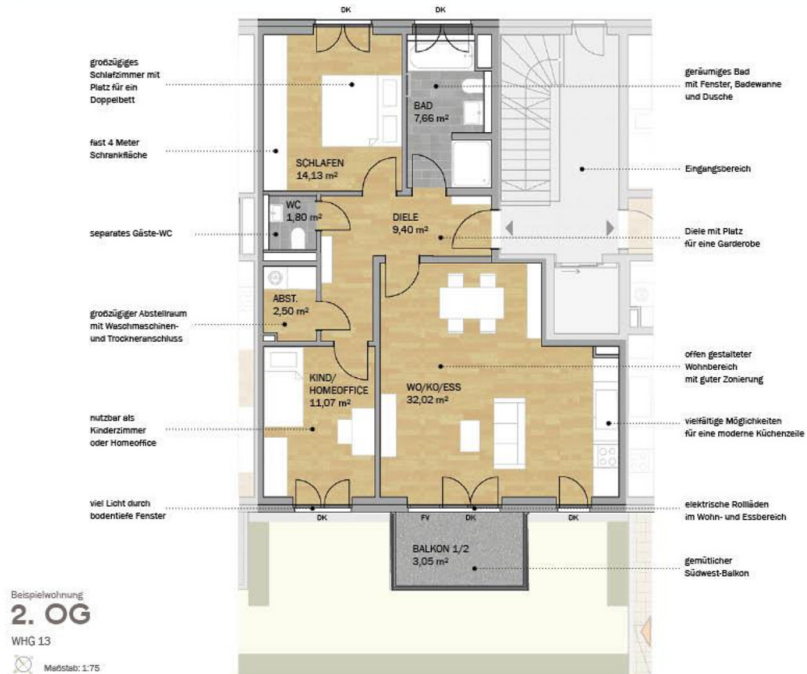 DK
DK
großzügiges
Schlafzimmer mit
Platz für ein
Doppelbett
geräumiges Bad
mit Fenster, Badewanne
und Dusche
BAD
7,66 m²
fast 4 Meter
Schrankfläche
SCHLAFEN
14,13 m²
Eingangsbereich
WC
1,80 m²
DIELE
9,40 m²
separates Gäste-WC
Diele mit Platz
für eine Garderobe
ABST.
2,50 m²
großzügiger Abstellraum
mit Waschmaschinen-
und Trockneranschluss
offen gestalteter
Wohnbereich
mit guter Zonierung
KIND/
HOMEOFFICE
11,07 m²
WO/KO/ESS
32,02 m²
nutzbar als
Kinderzimmer
oder Homeoffice
vielfältige Möglichkeiten
für eine moderne Küchenzeile
viel Licht durch
bodentiefe Fenster
elektrische Rollläden
im Wohn- und Essbereich
DK
FV
DK
DK
BALKON 1/2
3,05 m²
gemütlicher
Südwest-Balkon
Beispielwohnung
2. OG
WHG 13
Maßstab: 1:75